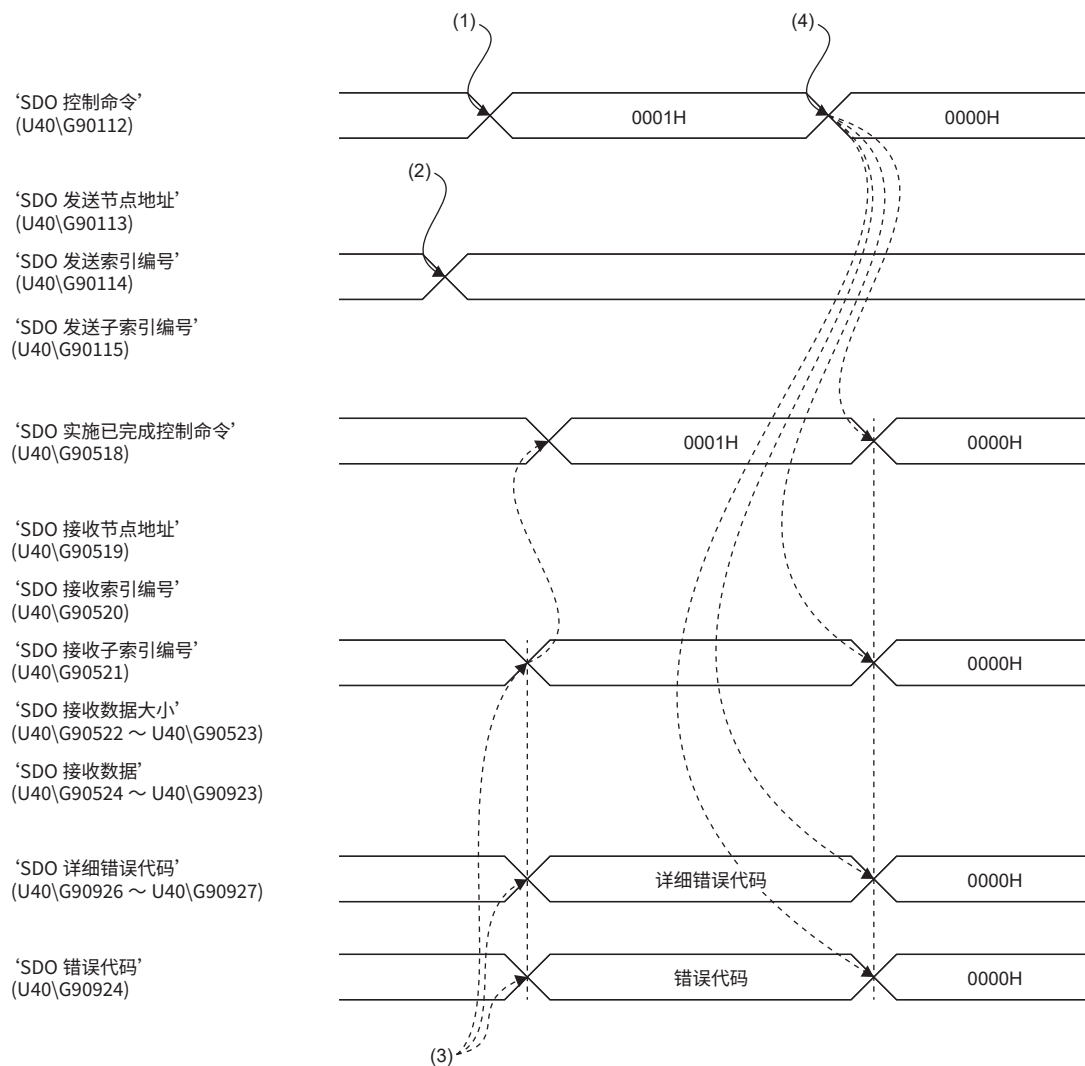 (1)
(4)
‘SDO 控制命令’
(U40\G90112)
0001H
0000H
(2)
‘SDO 发送节点地址’
(U40\G90113)
‘SDO 发送索引编号’
(U40\G90114)
‘SDO 发送子索引编号’
(U40\G90115)
‘SDO 实施已完成控制命令’
(U40\G90518)
0001H
0000H
‘SDO 接收节点地址’
(U40\G90519)
‘SDO 接收索引编号’
(U40\G90520)
‘SDO 接收子索引编号’
(U40\G90521)
0000H
‘SDO 接收数据大小’
(U40\G90522 ～ U40\G90523)
‘SDO 接收数据’
(U40\G90524 ～ U40\G90923)
‘SDO 详细错误代码’
(U40\G90926 ～ U40\G90927)
详细错误代码
0000H
‘SDO 错误代码’
(U40\G90924)
错误代码
0000H
(3)